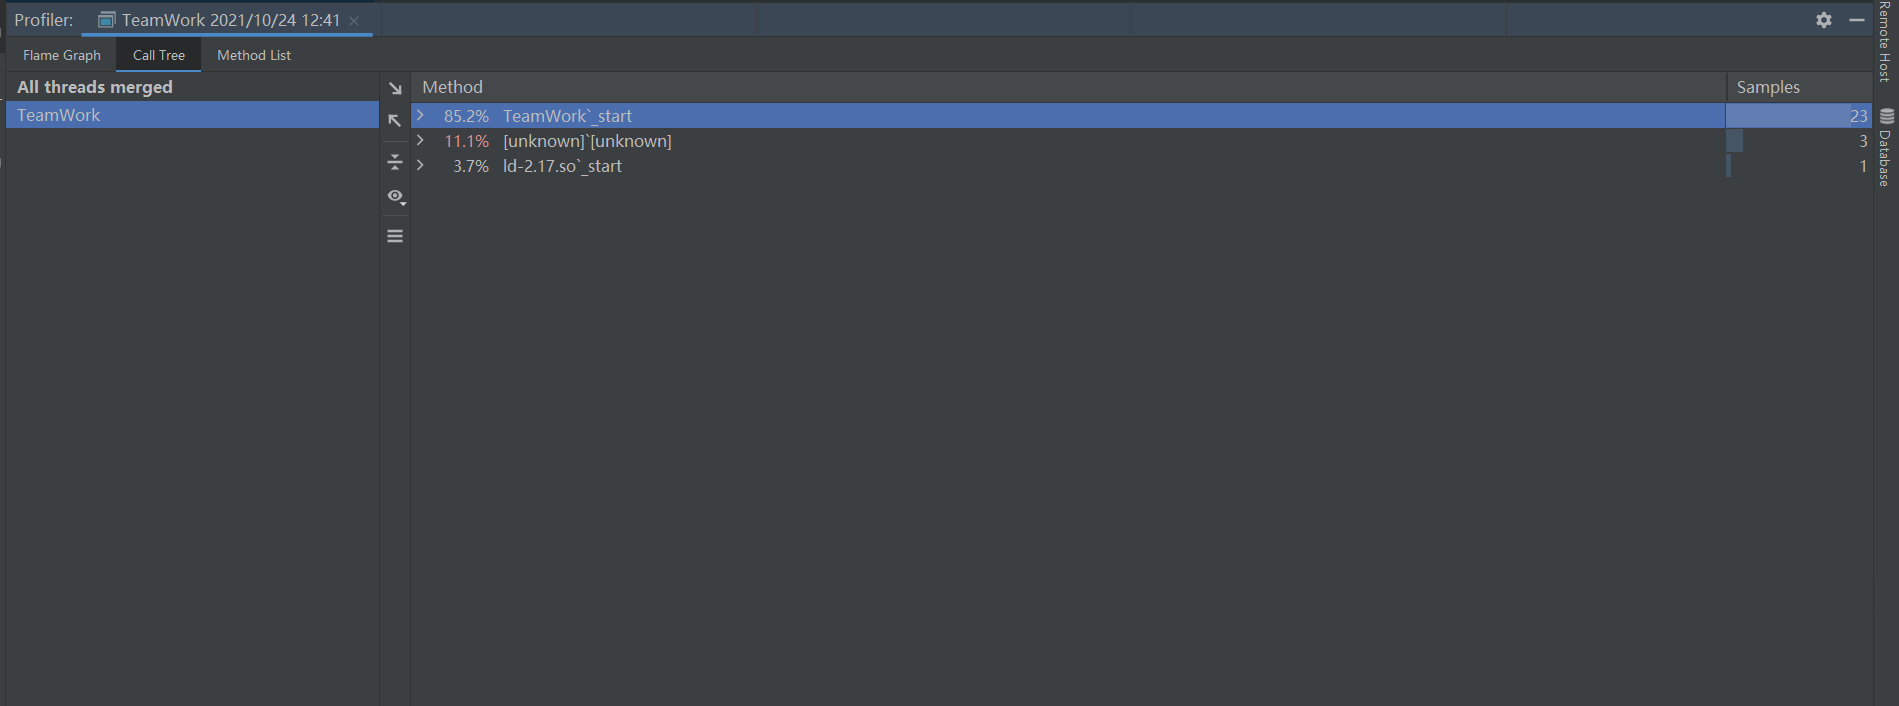 Profiler: TeamWork 2021/10/24 12:41
Flame Graph Call Tree Method List
All threads merged
TeamWork
Method Samples
85.2% TeamWork`_start 23
11.1% [unknown]`[unknown] 3
3.7% ld-2.17.so`_start 1
Remote Host
Database